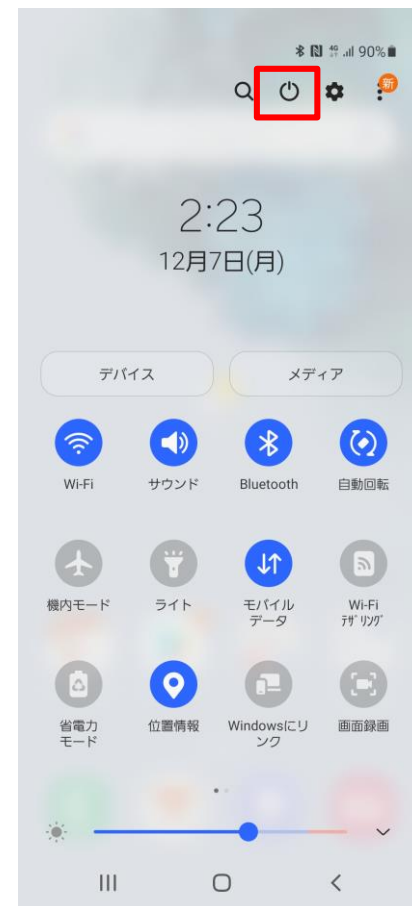 4G 90%
新
2:23
12月7日(月)
デバイス メディア
Wi-Fi サウンド Bluetooth 自動回転
機内モード ライト モバイル Wi-Fi
データ ﾃｻﾞﾘﾝｸﾞ
省電力 位置情報 Windowsにリ 画面録画
モード ンク